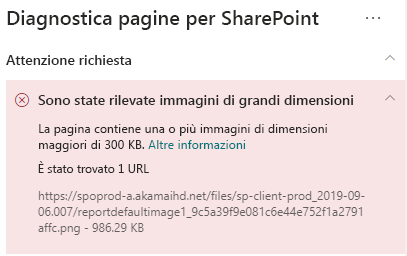 Diagnostica pagine per SharePoint
Attenzione richiesta
Sono state rilevate immagini di grandi dimensioni
La pagina contiene una o più immagini di dimensioni
maggiori di 300 KB. Altre informazioni
È stato trovato 1 URL
https://spoprod-a.akamaihd.net/files/sp-client-prod_2019-09-
06.007/reportdefaultimage1_9c5a39f9e081c6e44e752f1a2791
affc.png - 986.29 KB